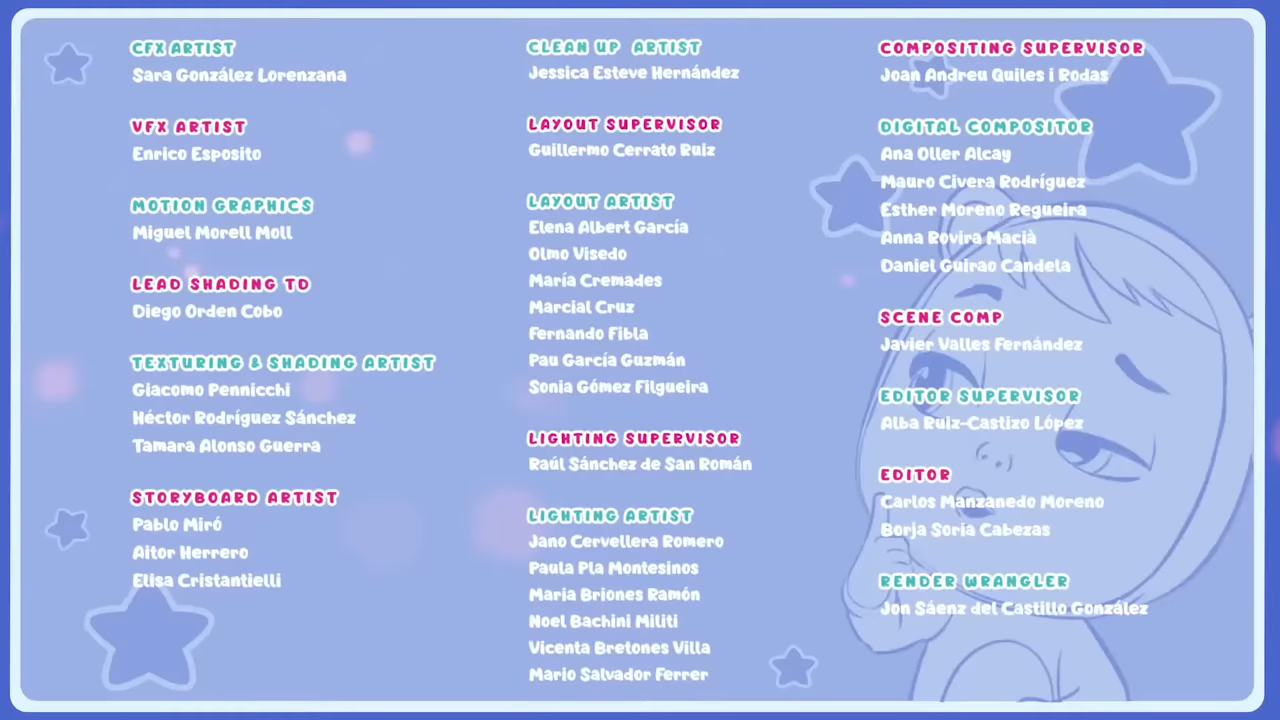 CFX ARTIST
Sara González Lorenzana
VFX ARTIST
Enrico Esposito
MOTION GRAPHICS
Miguel Morell Moll
LEAD SHADING TD
Diego Orden Cobo
TEXTURING & SHADING ARTIST
Giacomo Pennicchi
Héctor Rodríguez Sánchez
Tamara Alonso Guerra
STORYBOARD ARTIST
Pablo Miró
Aitor Herrero
Elisa Cristantielli
CLEAN UP ARTIST
Jessica Esteve Hernández
LAYOUT SUPERVISOR
Guillermo Cerrato Ruiz
LAYOUT ARTIST
Elena Albert García
Olmo Visedo
María Cremades
Marcial Cruz
Fernando Fibla
Pau García Guzmán
Sonia Gómez Filgueira
LIGHTING SUPERVISOR
Raúl Sánchez de San Román
LIGHTING ARTIST
Jano Cervellera Romero
Paula Pla Montesinos
Maria Briones Ramón
Noel Bachini Militi
Vicenta Bretones Villa
Mario Salvador Ferrer
COMPOSITING SUPERVISOR
Joan Andreu Quiles i Rodas
DIGITAL COMPOSITOR
Ana Oller Alcay
Mauro Civera Rodríguez
Esther Moreno Regueira
Anna Rovira Macià
Daniel Guirao Candela
SCENE COMP
Javier Valles Fernández
EDITOR SUPERVISOR
Alba Ruiz-Castizo López
EDITOR
Carlos Manzanedo Moreno
Borja Soria Cabezas
RENDER WRANGLER
Jon Sáenz del Castillo González